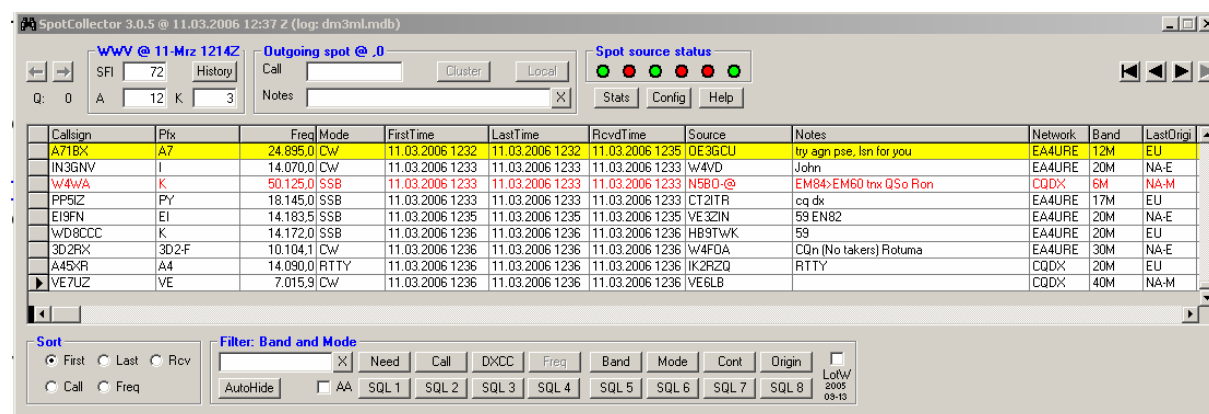 SpotCollector 3.0.5 @ 11.03.2006 12:37 Z (log: dm3ml.mdb)
WWV @ 11-Mrz 1214Z Outgoing spot @ ,0 Spot source status
SFI 72 History Call Cluster Local
Q: 0 A 12 K 3 Notes X Stats Config Help
Callsign Pfx Freq Mode FirstTime LastTime RcvdTime Source Notes Network Band LastOrigi
A71BX A7 24.895,0 CW 11.03.2006 1232 11.03.2006 1232 11.03.2006 1235 OE3GCU try agn pse, lsn for you EA4URE 12M EU
IN3GNV I 14.070,0 CW 11.03.2006 1233 11.03.2006 1233 11.03.2006 1233 W4VD John EA4URE 20M NA-E
W4WA K 50.125,0 SSB 11.03.2006 1233 11.03.2006 1233 11.03.2006 1233 N5BO-@ EM84>EM60 tnx QSo Ron CQDX 6M NA-M
PP5IZ PY 18.145,0 SSB 11.03.2006 1233 11.03.2006 1233 11.03.2006 1233 CT2ITR cq dx EA4URE 17M EU
EI9FN EI 14.183,5 SSB 11.03.2006 1235 11.03.2006 1235 11.03.2006 1235 VE3ZIN 59 EN82 EA4URE 20M NA-E
WD8CCC K 14.172,0 SSB 11.03.2006 1236 11.03.2006 1236 11.03.2006 1236 HB9TWK 59 EA4URE 20M EU
3D2RX 3D2-F 10.104,1 CW 11.03.2006 1236 11.03.2006 1236 11.03.2006 1236 W4FOA CQn (No takers) Rotuma EA4URE 30M NA-E
A45XR A4 14.090,0 RTTY 11.03.2006 1236 11.03.2006 1236 11.03.2006 1236 IK2RZQ RTTY CQDX 20M EU
VE7UZ VE 7.015,9 CW 11.03.2006 1236 11.03.2006 1236 11.03.2006 1236 VE6LB CQDX 40M NA-M
Sort Filter: Band and Mode
First Last Rcv X Need Call DXCC Freq Band Mode Cont Origin
Call Freq AutoHide AA SQL 1 SQL 2 SQL 3 SQL 4 SQL 5 SQL 6 SQL 7 SQL 8
LotW
2005
09-13